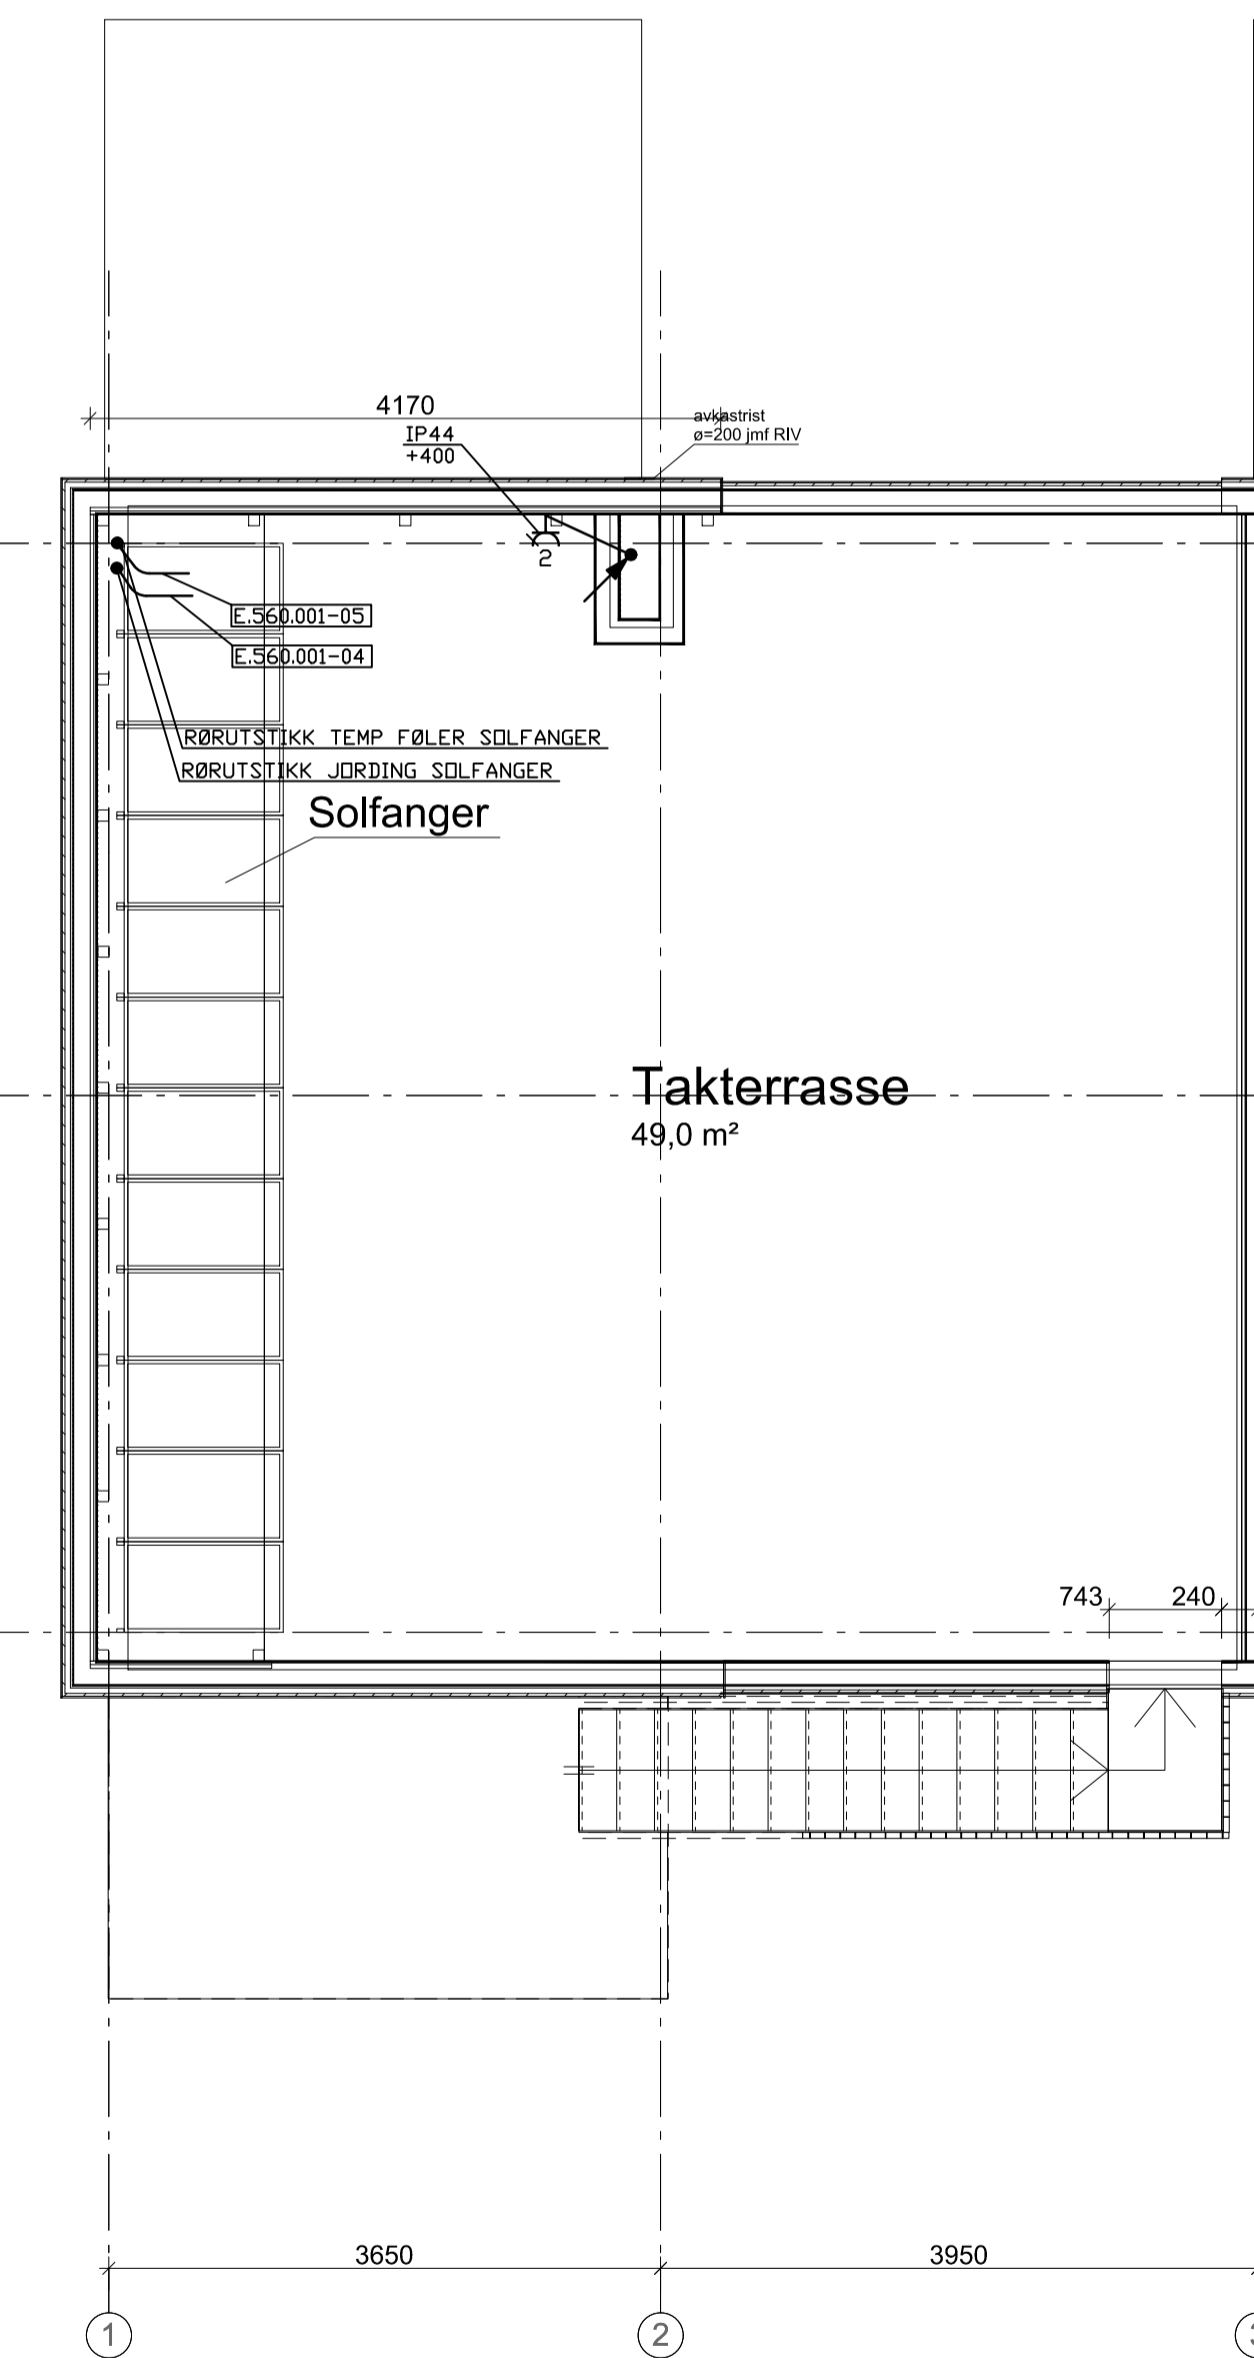 4170
avkastrist
ø=200 jmf RIV
IP44
+400
2
E.560.001-05
E.560.001-04
RØRUTSTIKK TEMP FØLER SOLFANGER
RØRUTSTIKK JORDING SOLFANGER
Solfanger
Takterrasse
49,0 m²
743
240
3650
3950
1
2
3